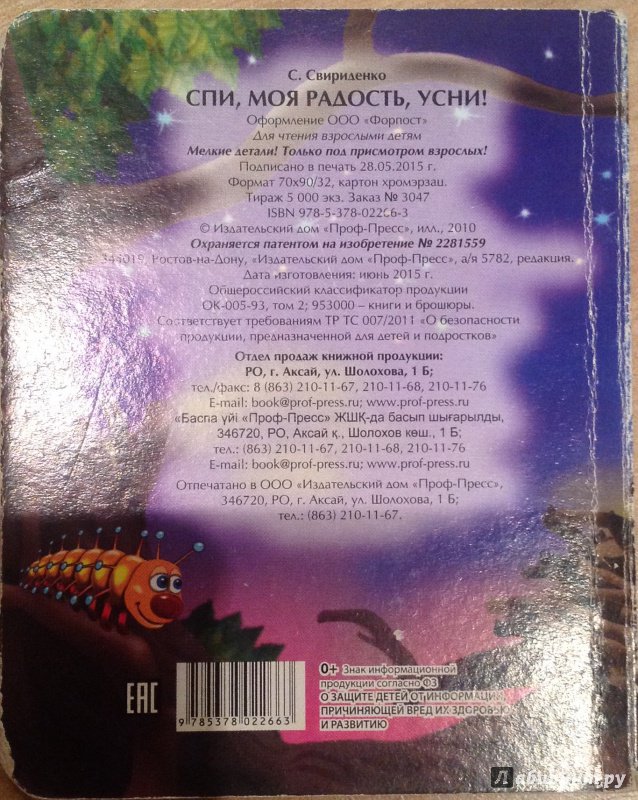 С. Свириденко
СПИ, МОЯ РАДОСТЬ, УСНИ!
Оформление ООО «Форпост»
Для чтения взрослыми детям
Мелкие детали! Только под присмотром взрослых!
Подписано в печать 28.05.2015 г.
Формат 70х90/32, картон хромэрзац.
Тираж 5 000 экз. Заказ № 3047
ISBN 978-5-378-02266-3
© Издательский дом «Проф-Пресс», илл., 2010
Охраняется патентом на изобретение № 2281559
344019, Ростов-на-Дону, «Издательский дом «Проф-Пресс», а/я 5782, редакция.
Дата изготовления: июнь 2015 г.
Общероссийский классификатор продукции
ОК-005-93, том 2; 953000 – книги и брошюры.
Соответствует требованиям ТР ТС 007/2011 «О безопасности
продукции, предназначенной для детей и подростков»
Отдел продаж книжной продукции:
РО, г. Аксай, ул. Шолохова, 1 Б;
тел./факс: 8 (863) 210-11-67, 210-11-68, 210-11-76
E-mail: book@prof-press.ru; www.prof-press.ru
«Баспа үйі «Проф-Пресс» ЖШҚ-да басып шығарылды,
346720, РО, Аксай қ., Шолохов көш., 1 Б;
тел.: (863) 210-11-67, 210-11-68, 210-11-76
E-mail: book@prof-press.ru; www.prof-press.ru
Отпечатано в ООО «Издательский дом «Проф-Пресс»,
346720, РО, г. Аксай, ул. Шолохова, 1 Б;
тел.: (863) 210-11-67.
EAC
9 785378 022663
0+ Знак информационной
продукции согласно ФЗ
О ЗАЩИТЕ ДЕТЕЙ ОТ ИНФОРМАЦИИ,
ПРИЧИНЯЮЩЕЙ ВРЕД ИХ ЗДОРОВЬЮ
И РАЗВИТИЮ
Лабиринт.ру